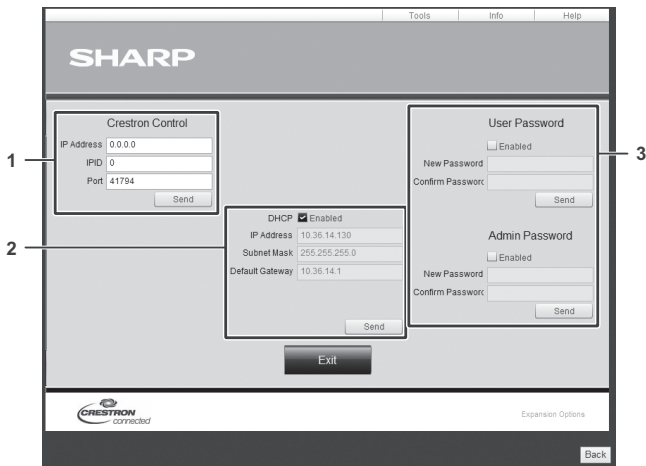 Tools Info Help
SHARP
1
Crestron Control
IP Address 0.0.0.0
IPID 0
Port 41794
Send
2
DHCP Enabled
IP Address 10.36.14.130
Subnet Mask 255.255.255.0
Default Gateway 10.36.14.1
Send
3
User Password
Enabled
New Password
Confirm Passworc
Send
Admin Password
Enabled
New Password
Confirm Passworc
Send
Exit
CRESTRON
connected
Expansion Options
Back